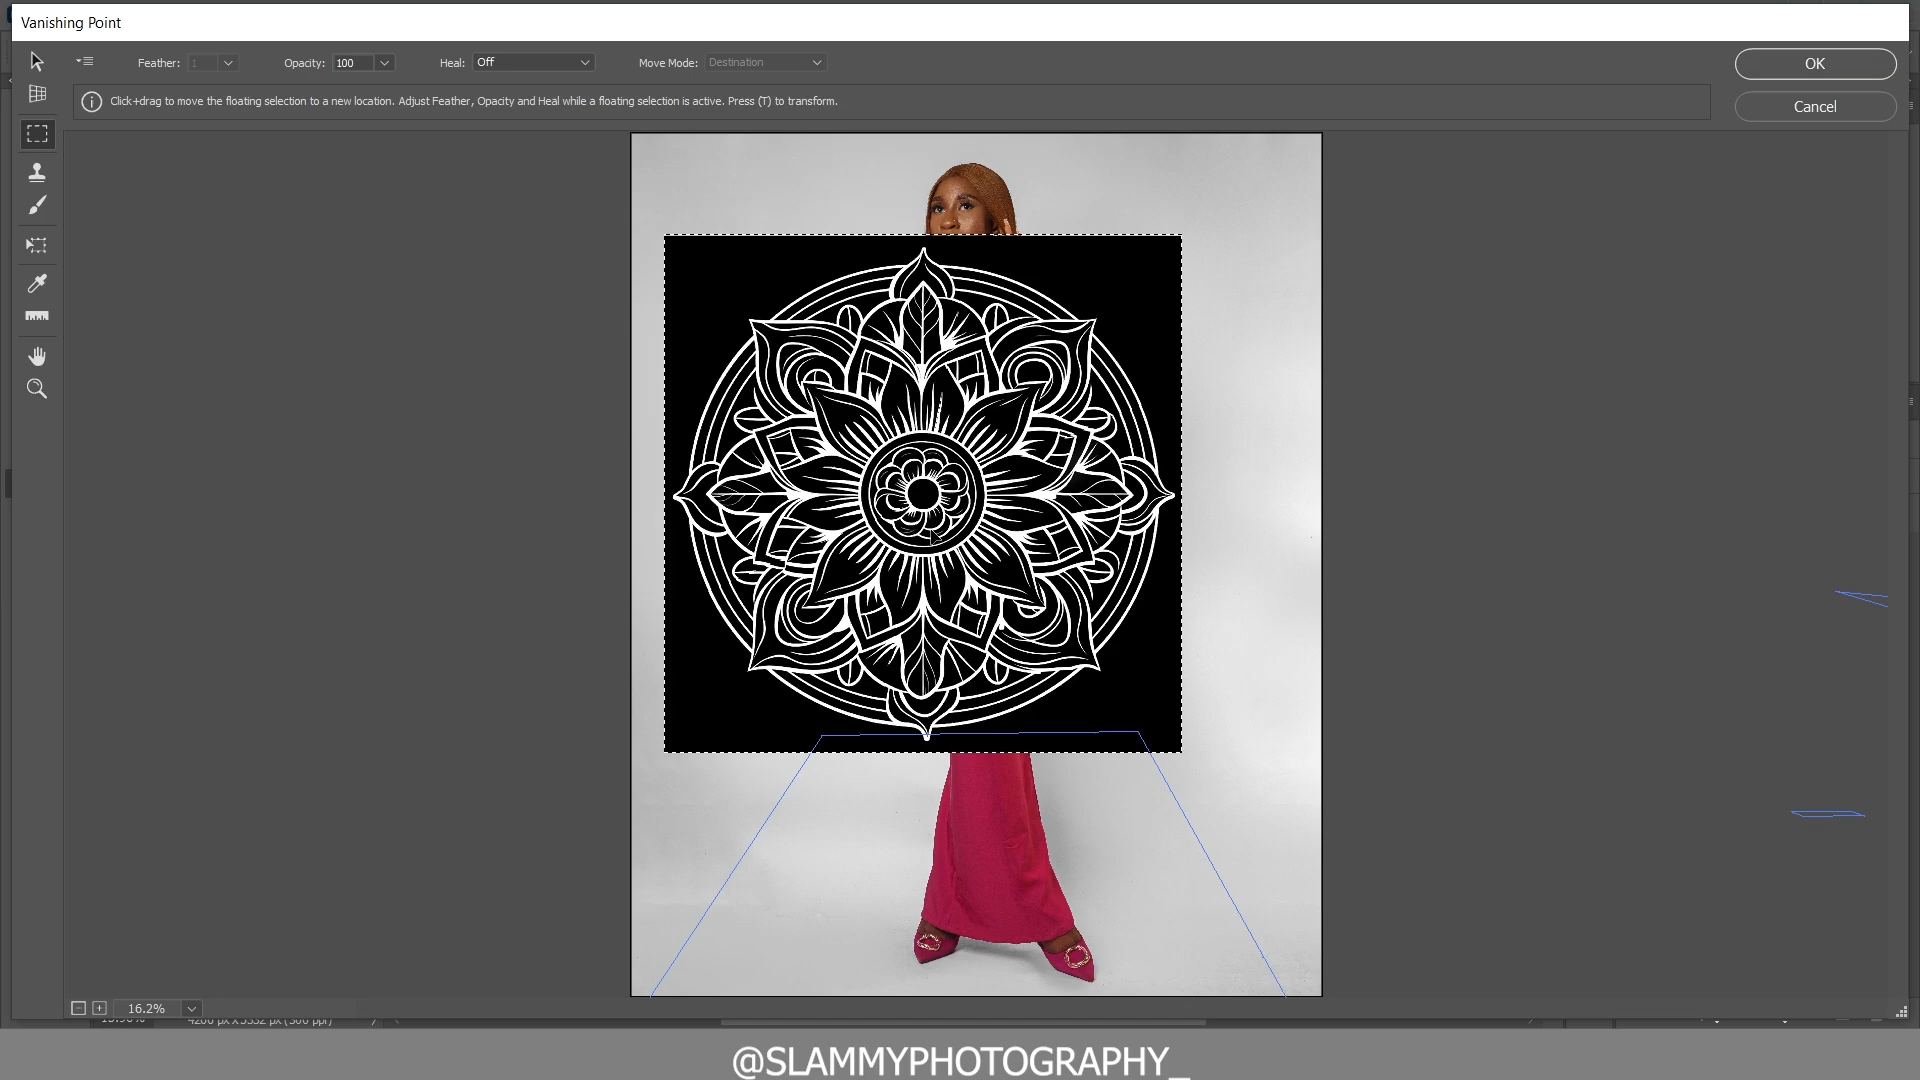 Vanishing Point
Feather: 1 Opacity: 100 Heal: Off Move Mode: Destination
OK
Click+drag to move the floating selection to a new location. Adjust Feather, Opacity and Heal while a floating selection is active. Press (T) to transform.
Cancel
16.2%
@SLAMMYPHOTOGRAPHY_